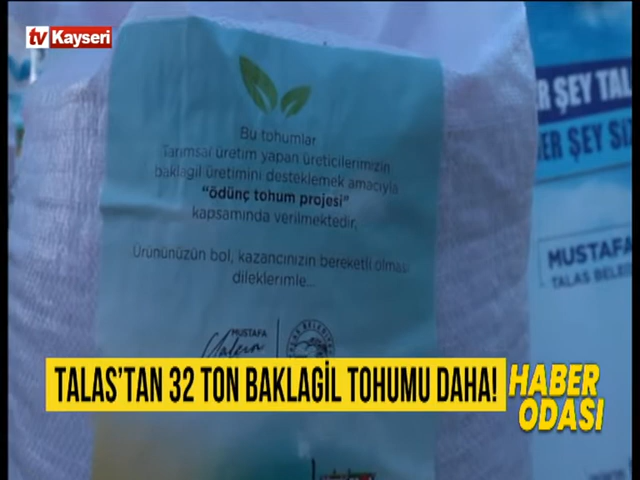 tv Kayseri
Bu tohumlar
Tarımsal üretim yapan üreticilerimizin
baklagil üretimini desteklemek amacıyla
"ödünç tohum projesi"
kapsamında verilmektedir.
Ürününüzün bol, kazancınızın bereketli olması
dileklerimle...
MUSTAFA
Yalçın
R ŞEY TAL
ER ŞEY Sİ
MUSTAFA
TALAS BELED
TALAS'TAN 32 TON BAKLAGİL TOHUMU DAHA!
HABER
ODASI